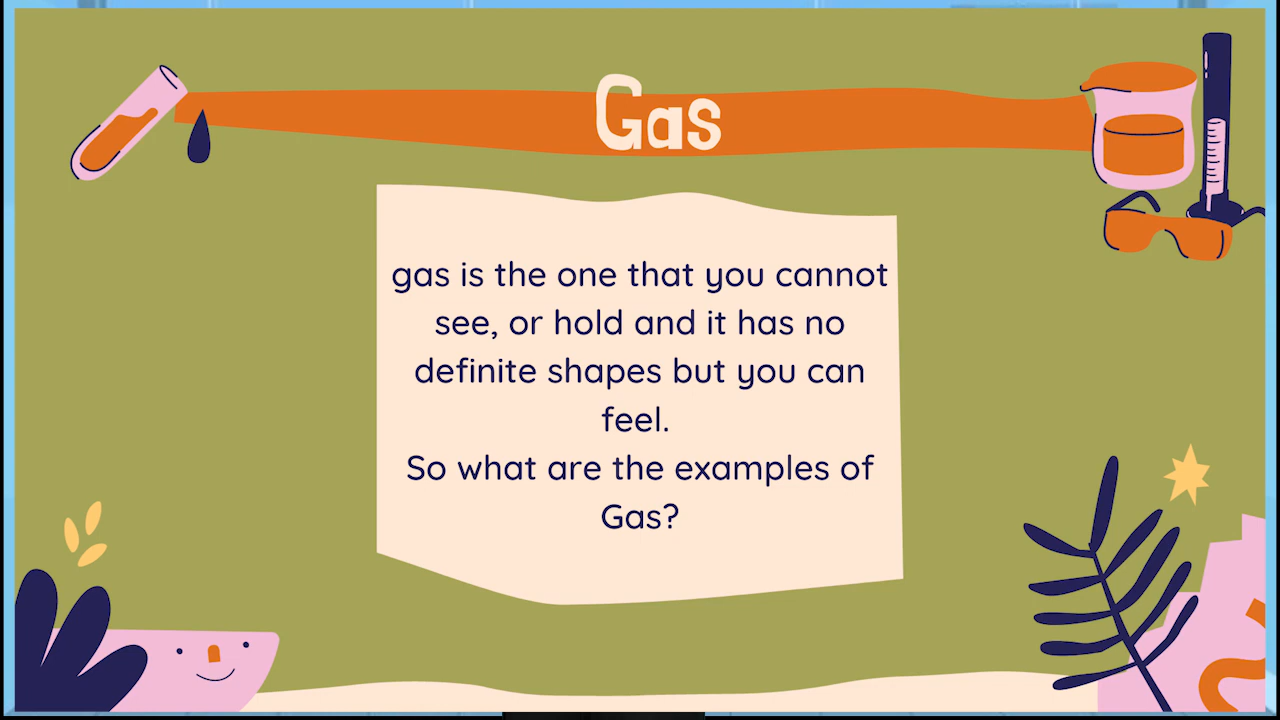 Gas
gas is the one that you cannot
see, or hold and it has no
definite shapes but you can
feel.
So what are the examples of
Gas?